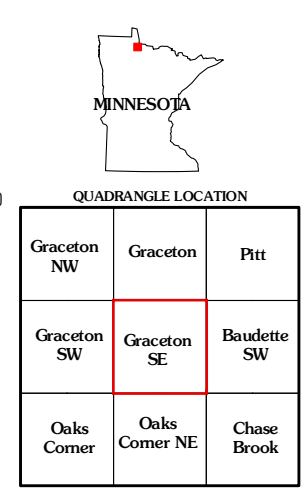 MINNESOTA
QUADRANGLE LOCATION
Graceton
NW
Graceton
Pitt
Graceton
SW
Graceton
SE
Baudette
SW
Oaks
Corner
Oaks
Corner NE
Chase
Brook